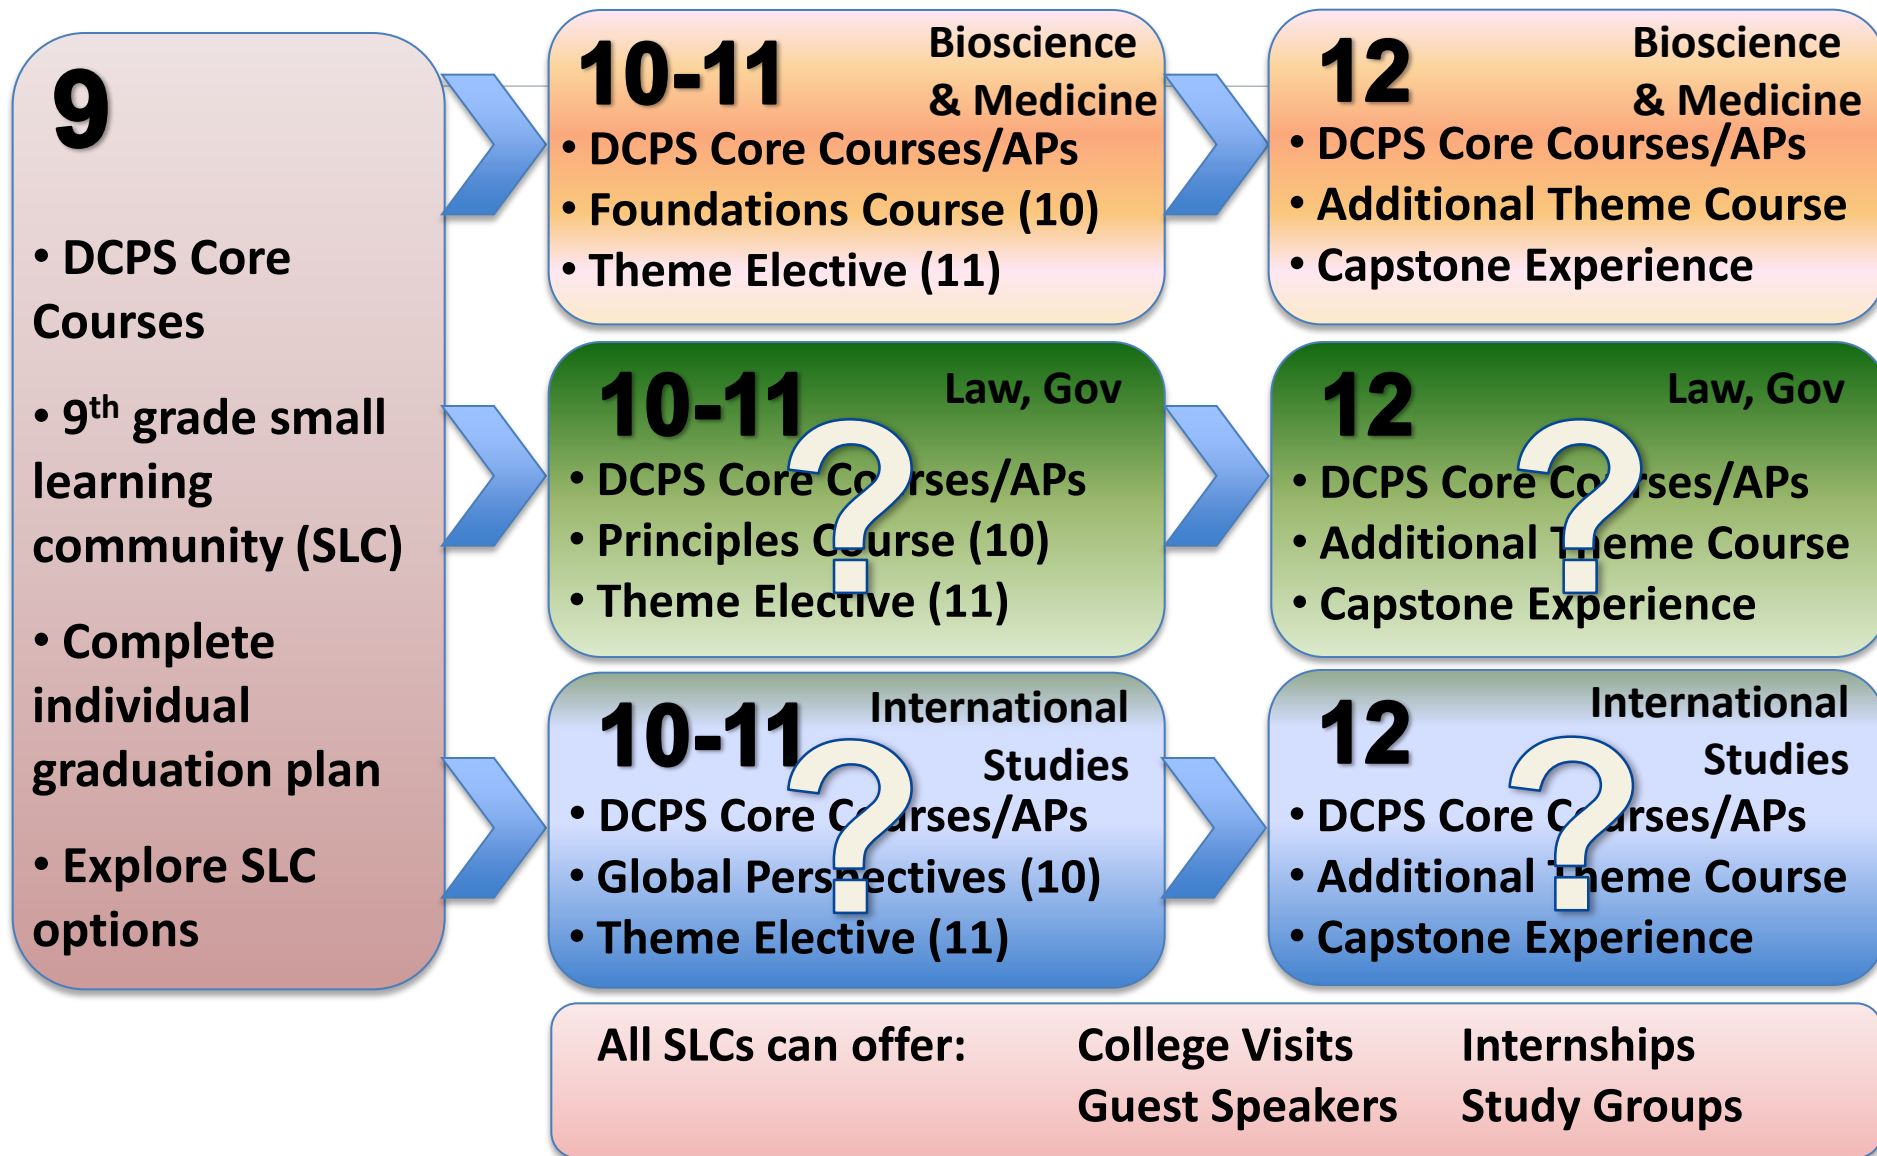 9
• DCPS Core
Courses
• 9th grade small
learning
community (SLC)
• Complete
individual
graduation plan
• Explore SLC
options
10-11
Bioscience
& Medicine
• DCPS Core Courses/APs
• Foundations Course (10)
• Theme Elective (11)
12
Bioscience
& Medicine
• DCPS Core Courses/APs
• Additional Theme Course
• Capstone Experience
10-11
Law, Gov
• DCPS Core Courses/APs
• Principles Course (10)
• Theme Elective (11)
?
12
Law, Gov
• DCPS Core Courses/APs
• Additional Theme Course
• Capstone Experience
?
10-11
International
Studies
• DCPS Core Courses/APs
• Global Perspectives (10)
• Theme Elective (11)
?
12
International
Studies
• DCPS Core Courses/APs
• Additional Theme Course
• Capstone Experience
?
All SLCs can offer: College Visits Internships
Guest Speakers Study Groups